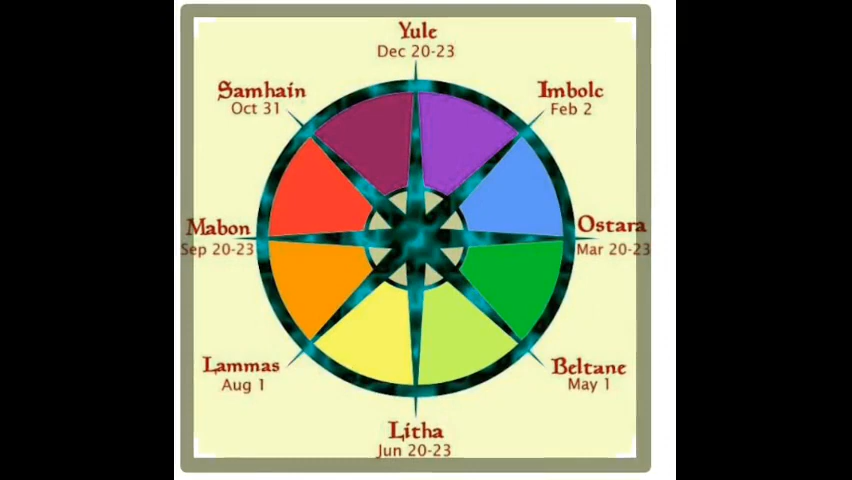 Yule
Dec 20-23
Samhain
Oct 31
Imbolc
Feb 2
Mabon
Sep 20-23
Ostara
Mar 20-23
Lammas
Aug 1
Beltane
May 1
Litha
Jun 20-23